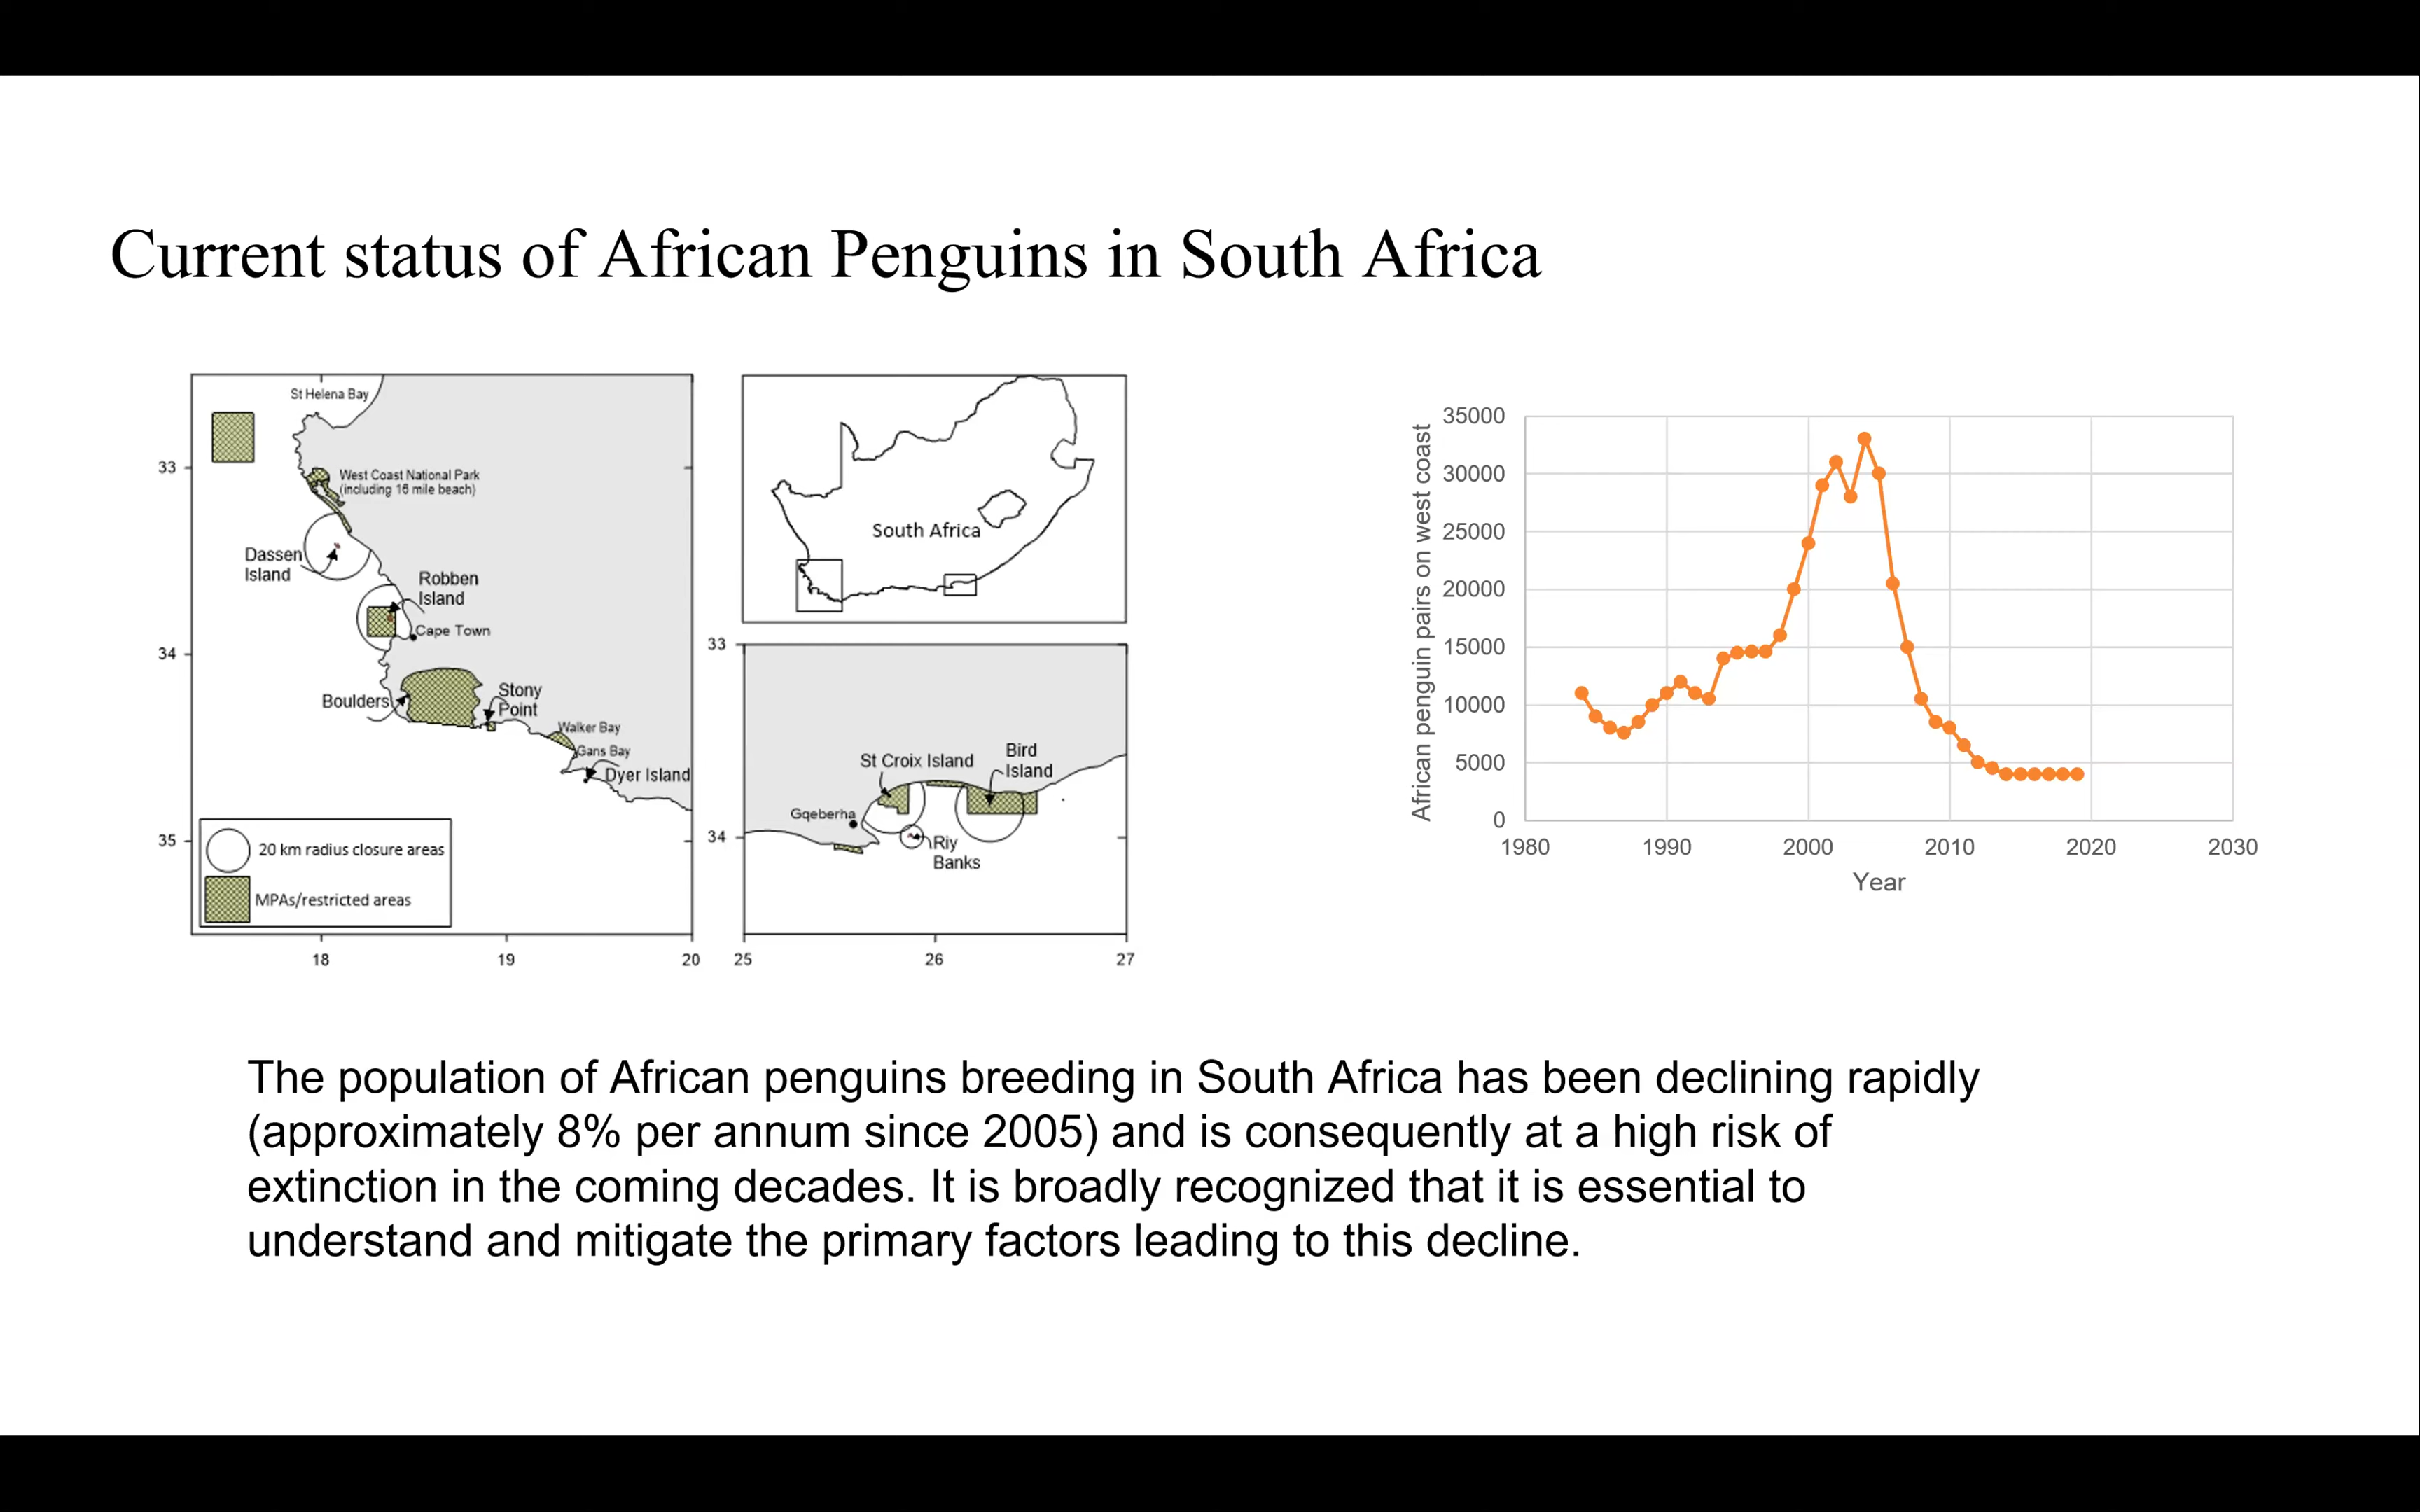 Current status of African Penguins in South Africa
St Helena Bay
33
West Coast National Park
(including 16 mile beach)
Dassen
Island
Robben
Island
Cape Town
34
Boulders
Stony
Point
Walker Bay
Gans Bay
Dyer Island
35
20 km radius closure areas
MPAs/restricted areas
18
19
20
South Africa
33
St Croix Island
Bird
Island
Gqeberha
34
Riy
Banks
25
26
27
African penguin pairs on west coast
35000
30000
25000
20000
15000
10000
5000
0
1980
1990
2000
2010
2020
2030
Year
The population of African penguins breeding in South Africa has been declining rapidly
(approximately 8% per annum since 2005) and is consequently at a high risk of
extinction in the coming decades. It is broadly recognized that it is essential to
understand and mitigate the primary factors leading to this decline.